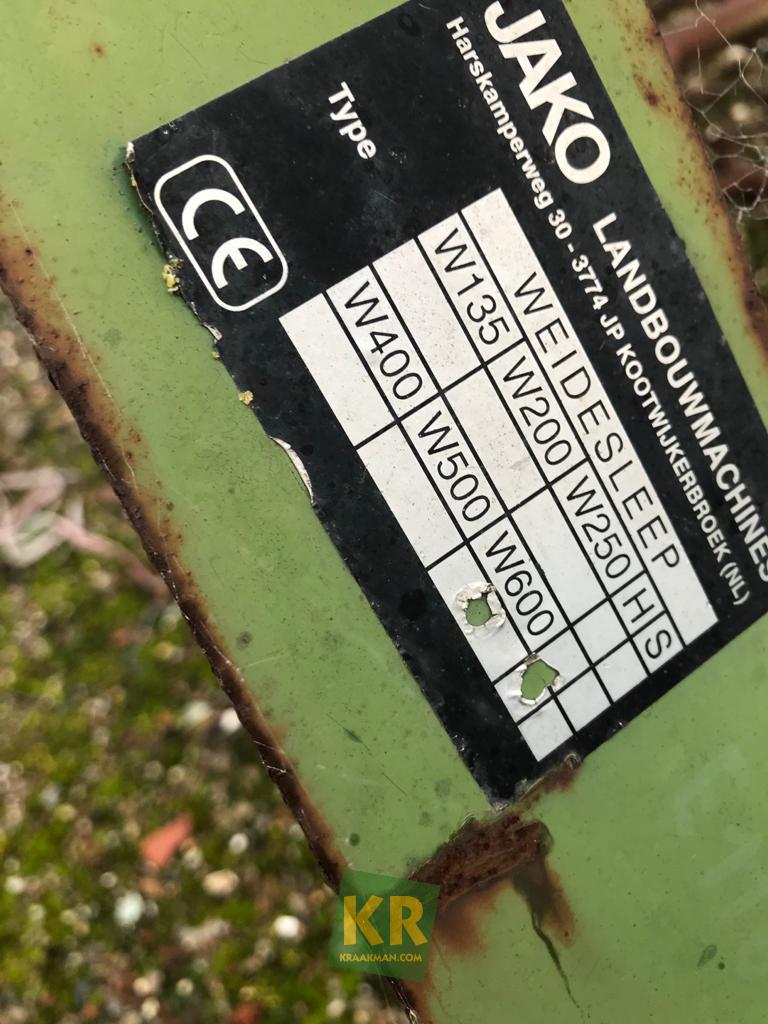 JAKO LANDBOUWMACHINES
Harskamperweg 30 - 3774 JP KOOTWIJKERBROEK (NL)
Type
WEIDESLEEP
W135 W200 W250 H S
W400 W500 W600
CE
KR
KRAAKMAN.COM